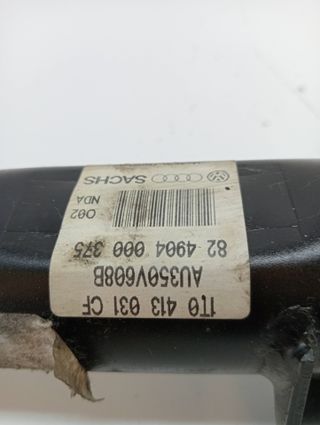 1T0 413 031 CF
AU350V608B
82 4904 000 375
002
NDA
SACHS